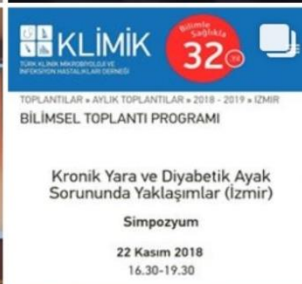 KLİMİK
TÜRK KLİNİK MİKROBİYOLOJİ VE
İNFEKSİYON HASTALIKLARI DERNEĞİ
Bilimle
Sağlıkla
32
TOPLANTILAR » AYLIK TOPLANTILAR » 2018 - 2019 » İZMİR
BİLİMSEL TOPLANTI PROGRAMI
Kronik Yara ve Diyabetik Ayak
Sorununda Yaklaşımlar (İzmir)
Simpozyum
22 Kasım 2018
16.30-19.30